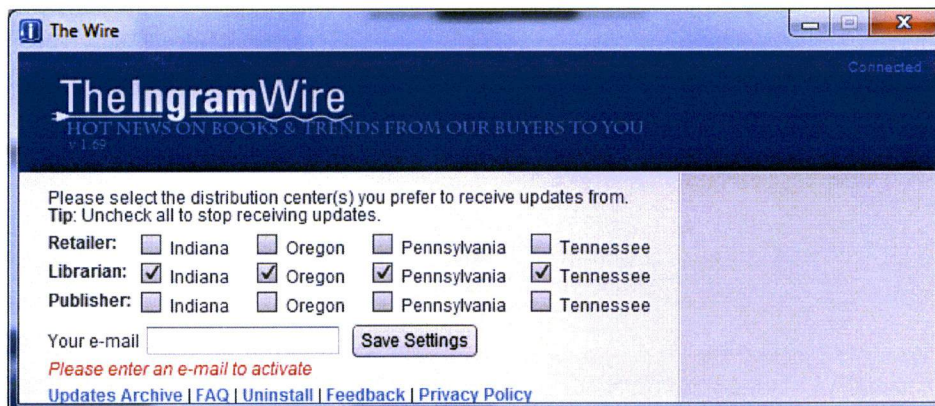 The Wire
Connected
TheIngramWire
HOT NEWS ON BOOKS & TRENDS FROM OUR BUYERS TO YOU
v 1.69
Please select the distribution center(s) you prefer to receive updates from.
Tip: Uncheck all to stop receiving updates.
Retailer: Indiana Oregon Pennsylvania Tennessee
Librarian: Indiana Oregon Pennsylvania Tennessee
Publisher: Indiana Oregon Pennsylvania Tennessee
Your e-mail Save Settings
Please enter an e-mail to activate
Updates Archive | FAQ | Uninstall | Feedback | Privacy Policy